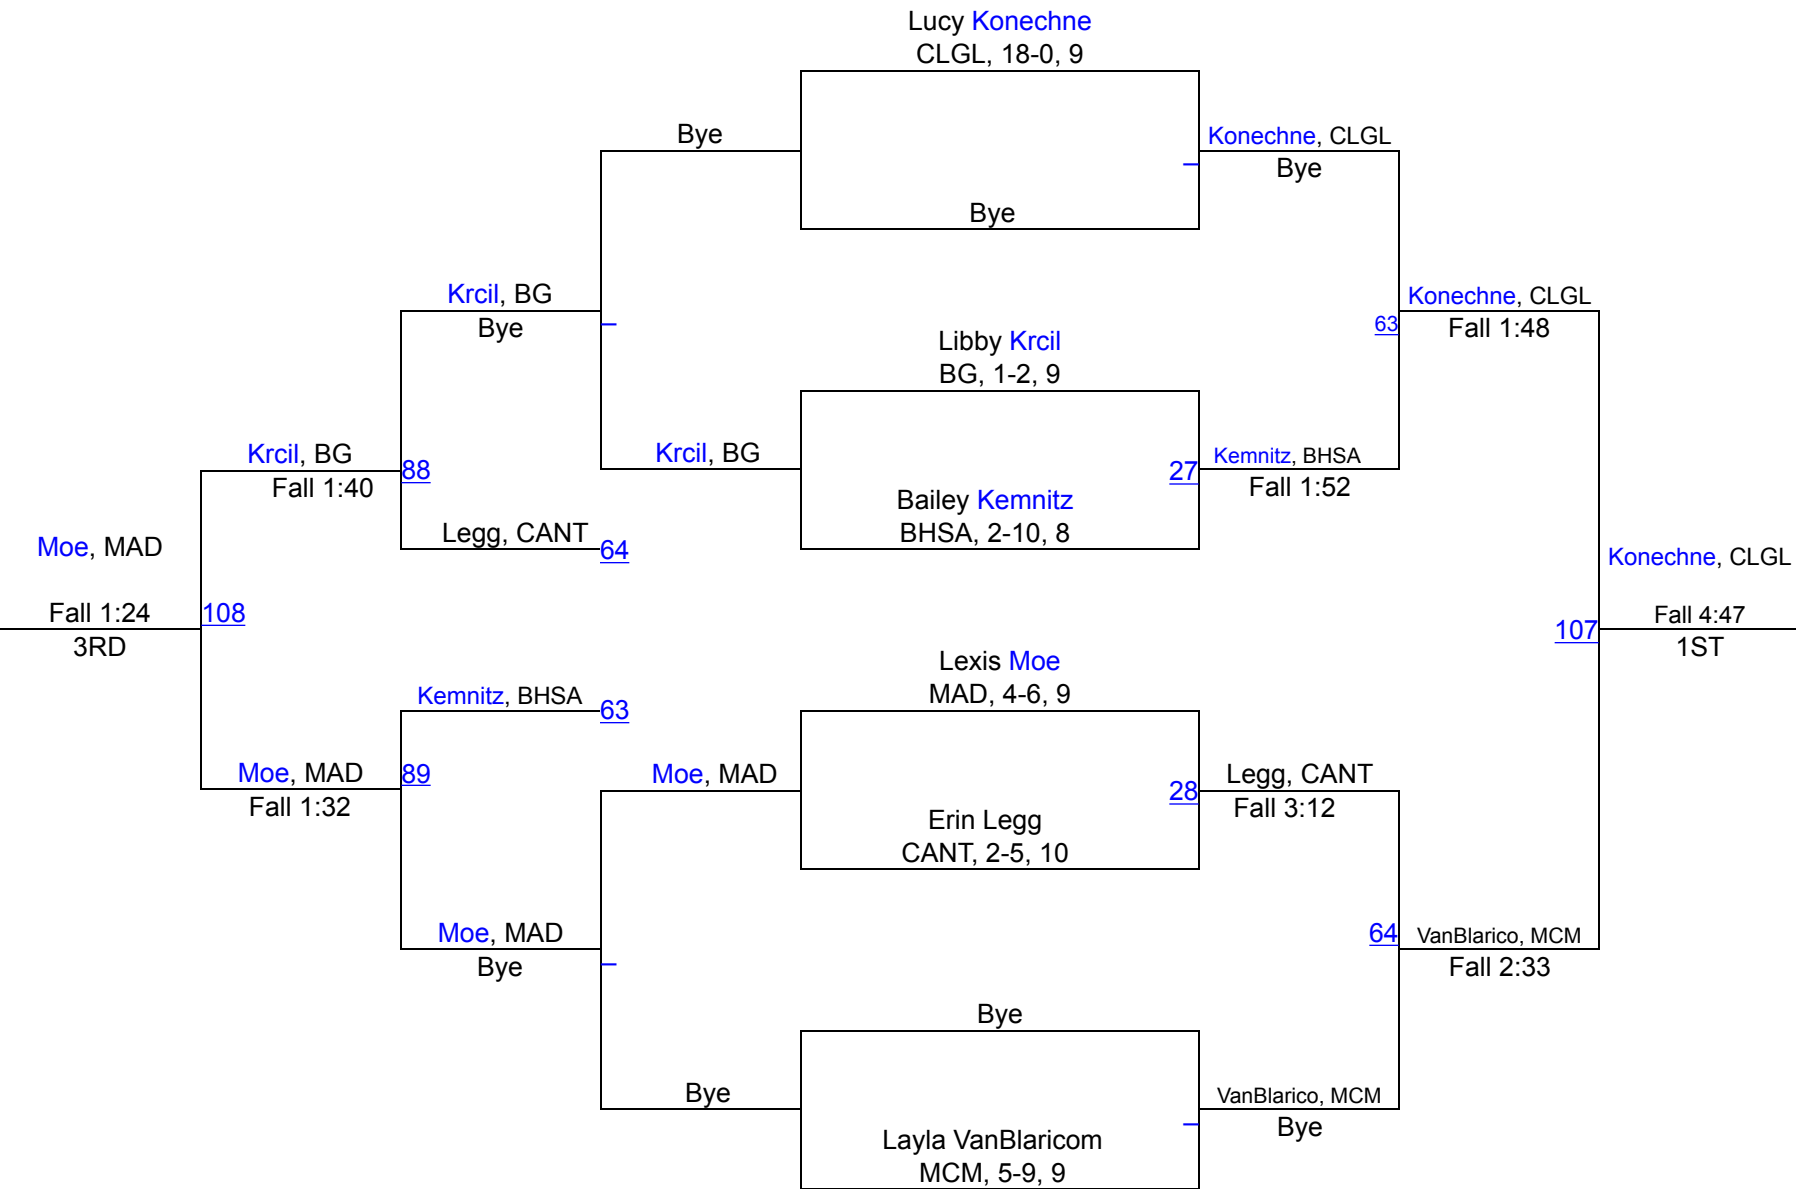 Lucy Konechne
CLGL, 18-0, 9
Bye
Konechne, CLGL
Bye
Bye
Krcil, BG
Bye
Konechne, CLGL
63
Fall 1:48
Libby Krcil
BG, 1-2, 9
Krcil, BG
Fall 1:40
88
Krcil, BG
27
Kemnitz, BHSA
Fall 1:52
Bailey Kemnitz
BHSA, 2-10, 8
Legg, CANT
64
Moe, MAD
Fall 1:24
3RD
108
Konechne, CLGL
Fall 4:47
1ST
107
Lexis Moe
MAD, 4-6, 9
Kemnitz, BHSA
63
Moe, MAD
Fall 1:32
89
Moe, MAD
28
Legg, CANT
Fall 3:12
Erin Legg
CANT, 2-5, 10
Moe, MAD
Bye
64
VanBlarico, MCM
Fall 2:33
Bye
Bye
VanBlarico, MCM
Bye
Layla VanBlaricom
MCM, 5-9, 9